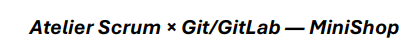 Atelier Scrum × Git/GitLab — MiniShop